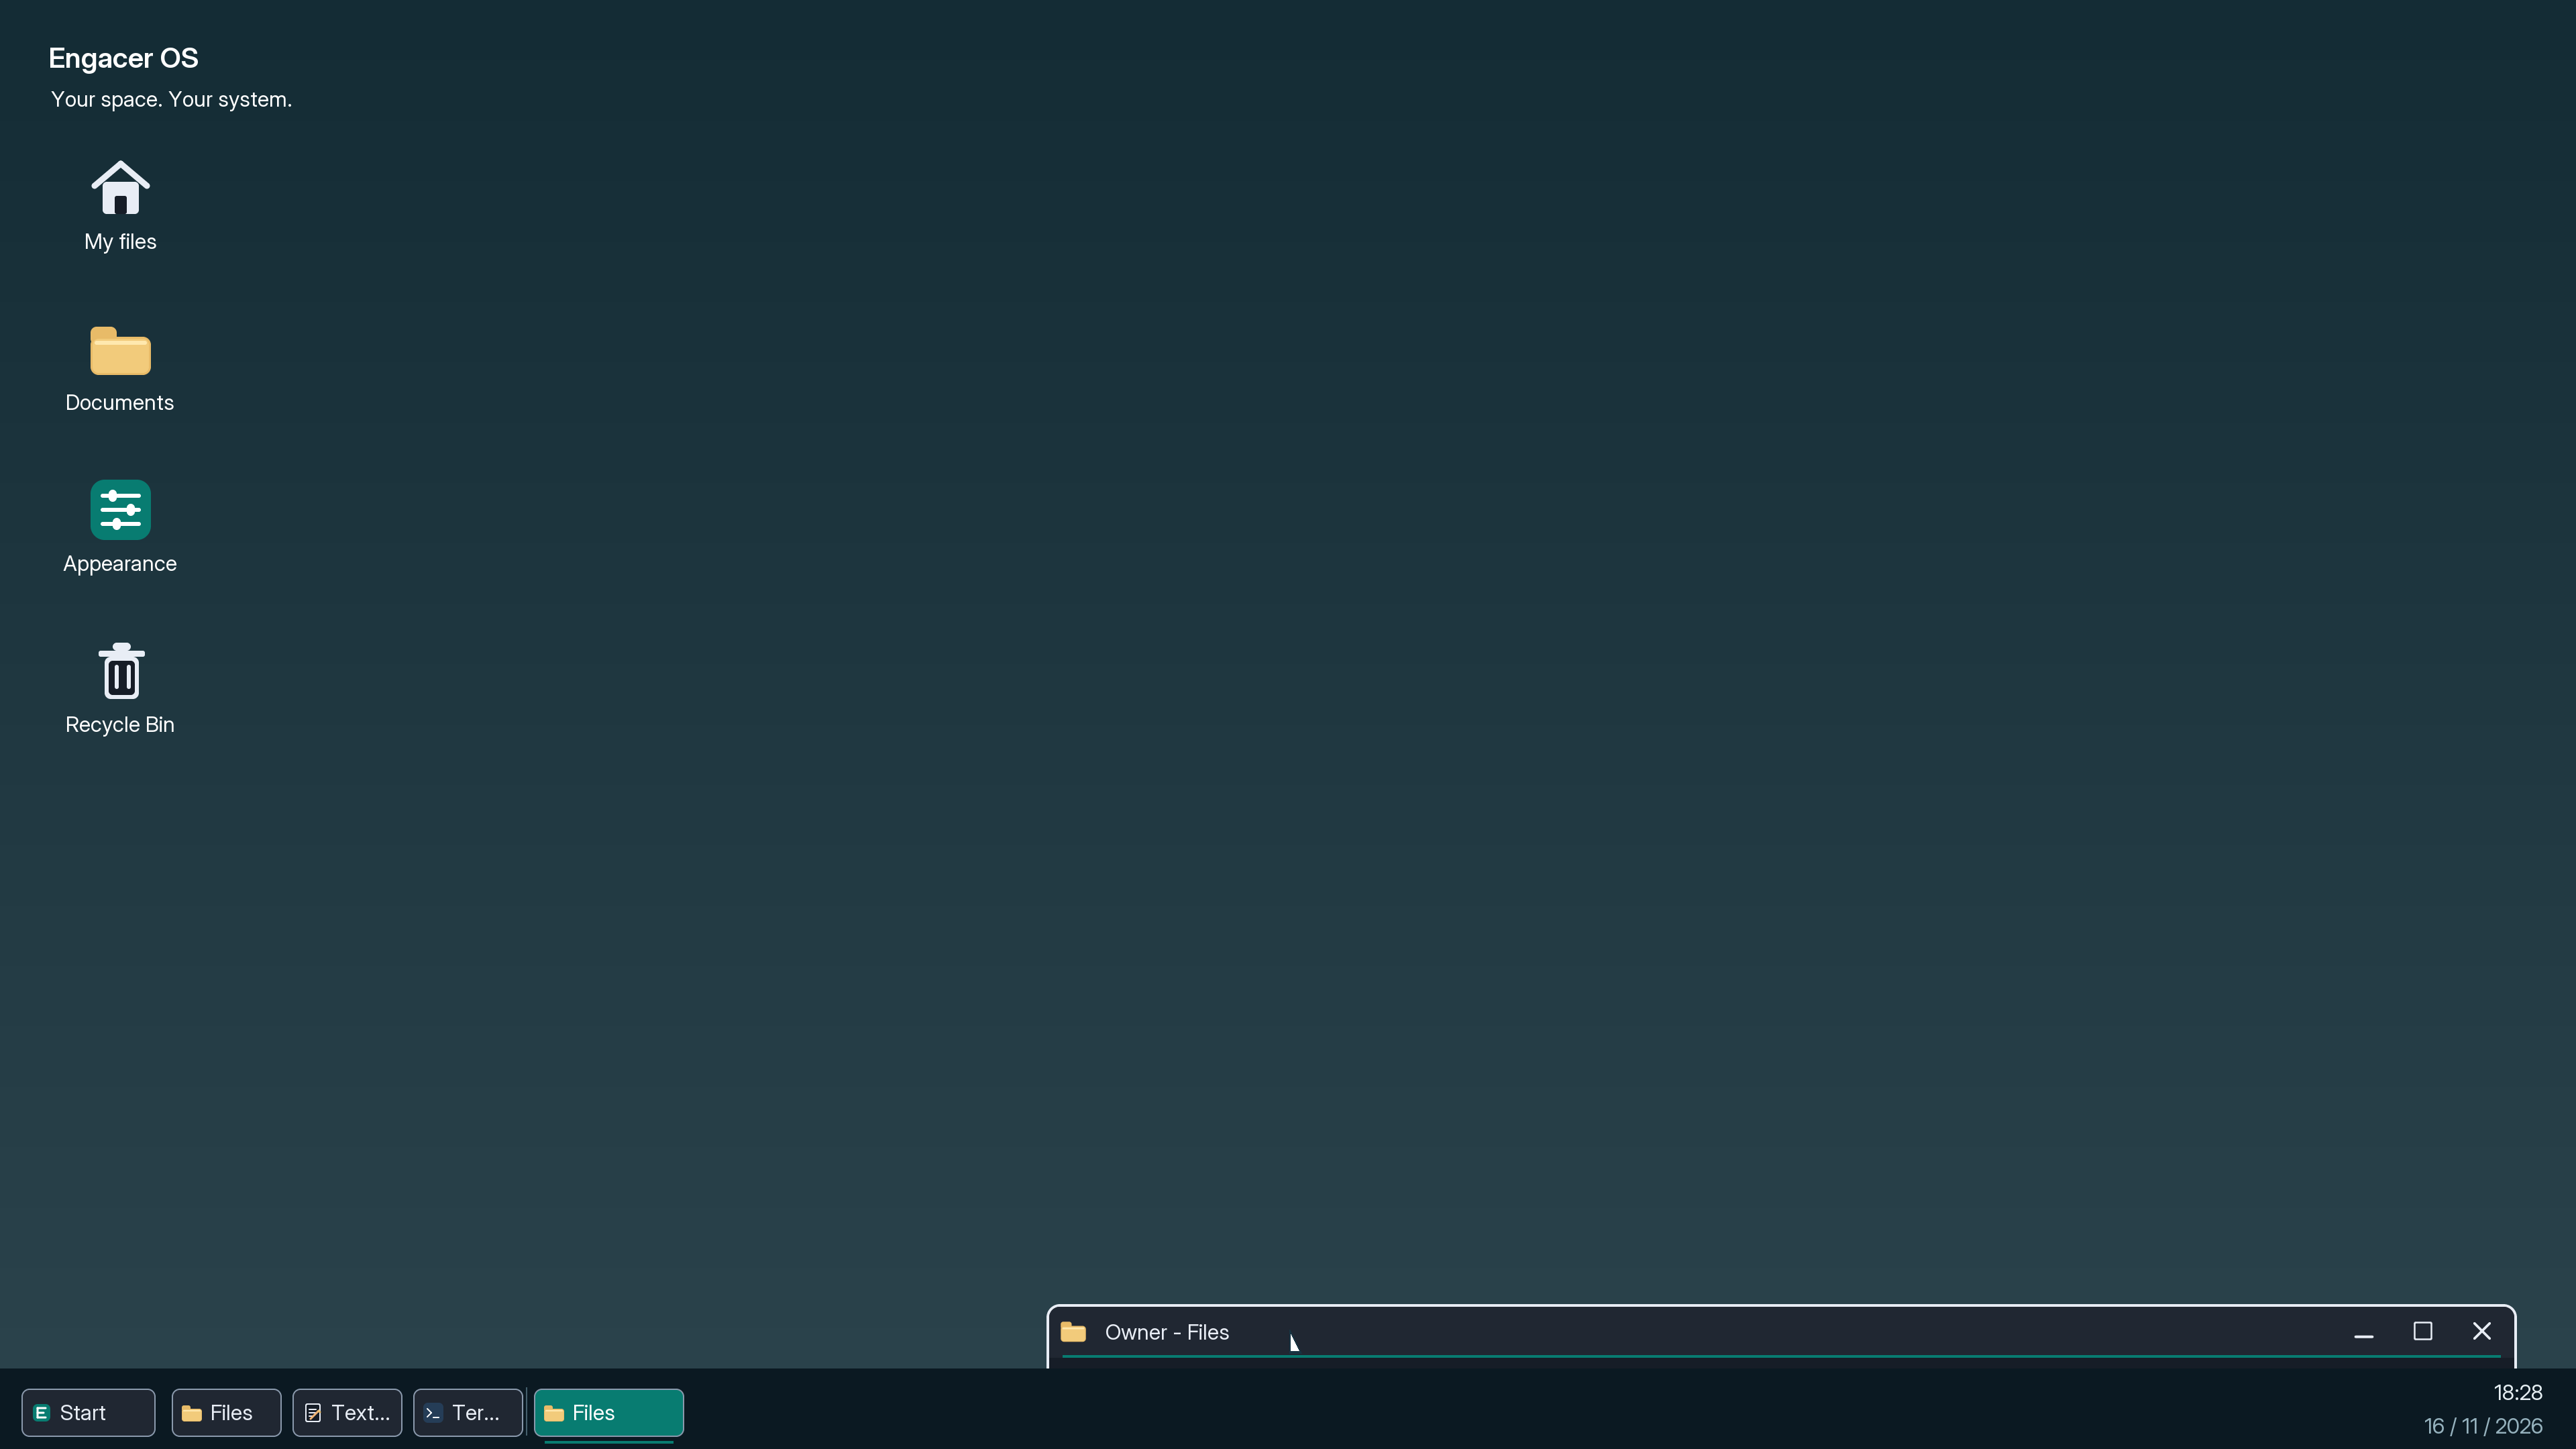 Engacer OS
Your space. Your system.
My files
Documents
Appearance
Recycle Bin
Owner - Files
Start
Files
Text...
Ter...
Files
18:28
16 / 11 / 2026